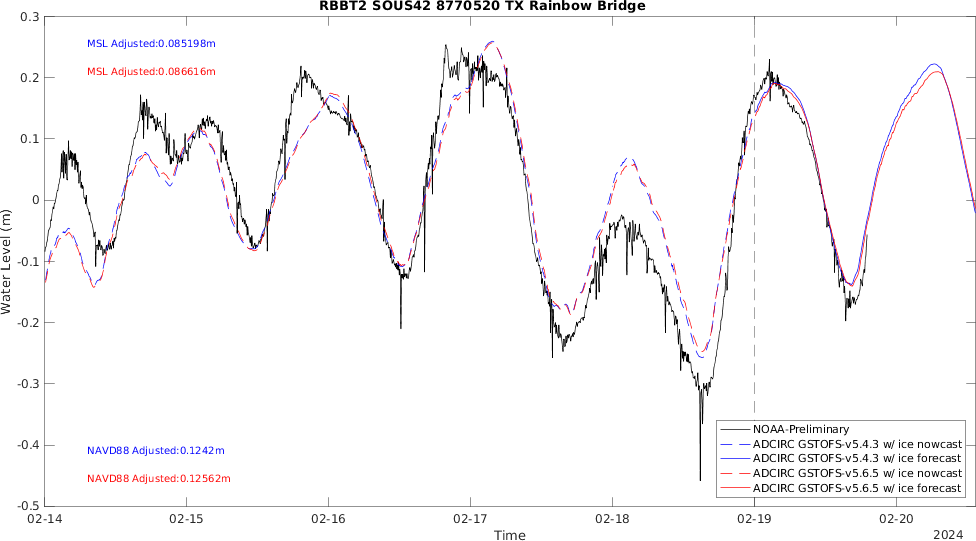 RBBT2 SOUS42 8770520 TX Rainbow Bridge
0.3
0.2
0.1
0
-0.1
-0.2
-0.3
-0.4
-0.5
Water Level (m)
MSL Adjusted:0.085198m
MSL Adjusted:0.086616m
NAVD88 Adjusted:0.1242m
NAVD88 Adjusted:0.12562m
NOAA-Preliminary
ADCIRC GSTOFS-v5.4.3 w/ ice nowcast
ADCIRC GSTOFS-v5.4.3 w/ ice forecast
ADCIRC GSTOFS-v5.6.5 w/ ice nowcast
ADCIRC GSTOFS-v5.6.5 w/ ice forecast
02-14 02-15 02-16 02-17 02-18 02-19 02-20
Time
2024